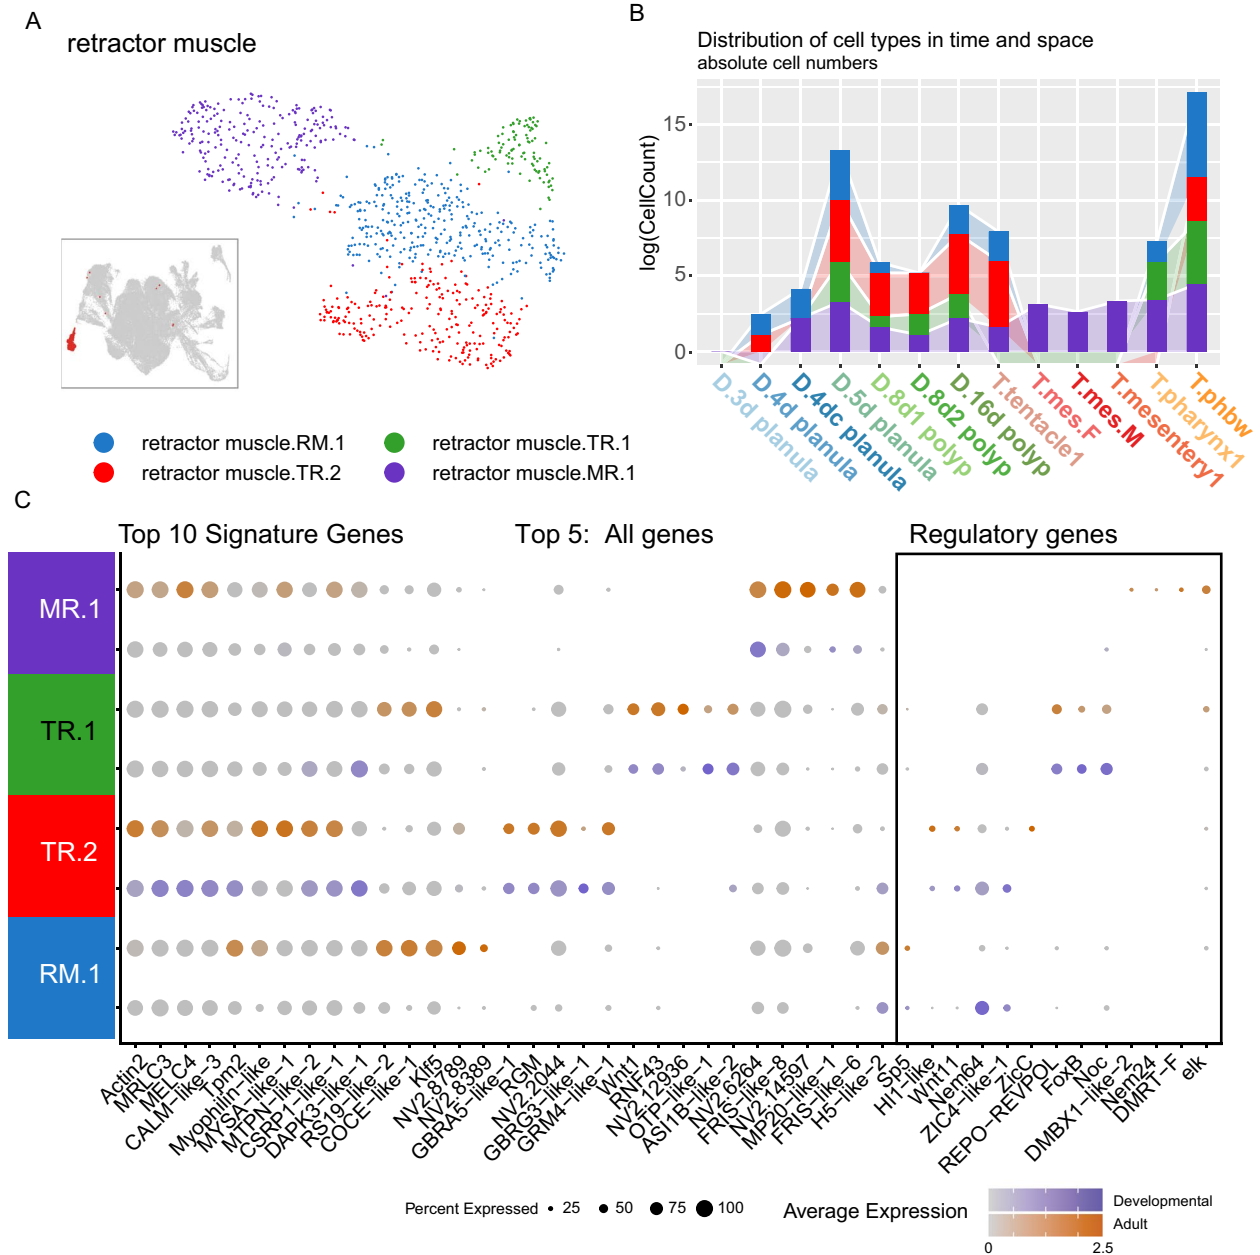 A
retractor muscle
retractor muscle.RM.1
retractor muscle.TR.1
retractor muscle.TR.2
retractor muscle.MR.1
B
Distribution of cell types in time and space
absolute cell numbers
log(CellCount)
15
10
5
0
D.3d planula
D.4d planula
D.4dc planula
D.5d planula
D.8d1 polyp
D.8d2 polyp
D.16d polyp
T.tentacle1
T.mes.F
T.mes.M
T.mesentery1
T.pharynx1
T.phbw
C
Top 10 Signature Genes
Top 5: All genes
Regulatory genes
MR.1
TR.1
TR.2
RM.1
Actin2
MRLC3
MELC4
CALM-like-3
Tpm2
Myophilin-like
MYSA-like-1
MTPN-like-2
CSRP1-like-1
DAPK3-like-1
RS19-like-2
COCE-like-1
Klf5
NV2.8789
NV2.8389
GBRA5-like-1
RGM
NV2.2044
GBRG3-like-1
GRM4-like-1
Wnt1
RNF43
NV2.12936
OTP-like-1
ASI1B-like-2
NV2.6264
FRIS-like-8
NV2.14597
MP20-like-1
FRIS-like-6
H5-like-2
Sp5
HI1-like
Wnt11
Nem64
ZIC4-like-1
ZicC
REPO-REVPOL
FoxB
Noc
DMBX1-like-2
Nem24
DMRT-F
elk
Percent Expressed 25 50 75 100
Average Expression
Developmental
Adult
0 2.5